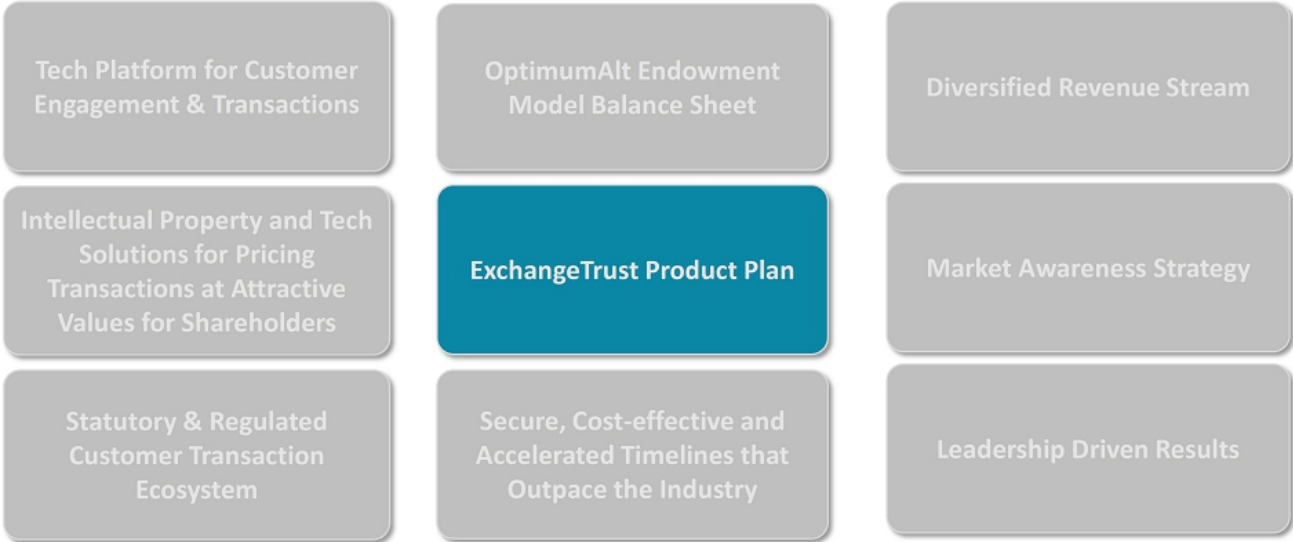 Tech Platform for Customer
Engagement & Transactions
OptimumAlt Endowment
Model Balance Sheet
Diversified Revenue Stream
Intellectual Property and Tech
Solutions for Pricing
Transactions at Attractive
Values for Shareholders
ExchangeTrust Product Plan
Market Awareness Strategy
Statutory & Regulated
Customer Transaction
Ecosystem
Secure, Cost-effective and
Accelerated Timelines that
Outpace the Industry
Leadership Driven Results